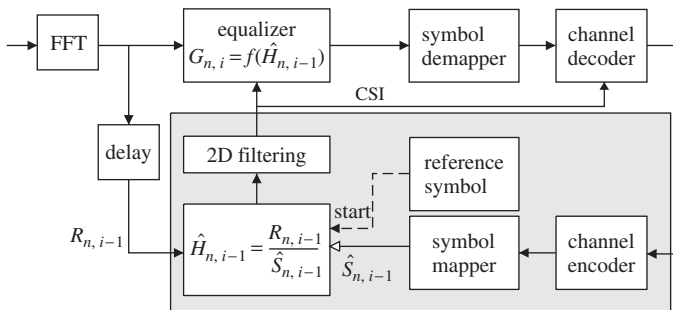 FFT
equalizer
G_{n, i} = f(Ĥ_{n, i−1})
symbol
demapper
channel
decoder
CSI
delay
2D filtering
reference
symbol
start
R_{n, i−1}
Ĥ_{n, i−1} = R_{n, i−1} / Ŝ_{n, i−1}
Ŝ_{n, i−1}
symbol
mapper
channel
encoder